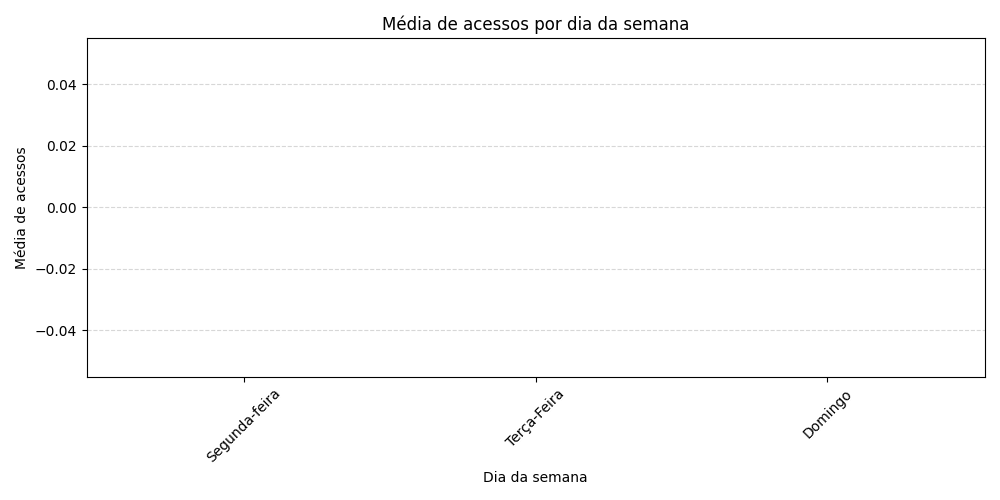 Média de acessos por dia da semana
Média de acessos
0.04
0.02
0.00
−0.02
−0.04
Segunda-feira
Terça-Feira
Domingo
Dia da semana